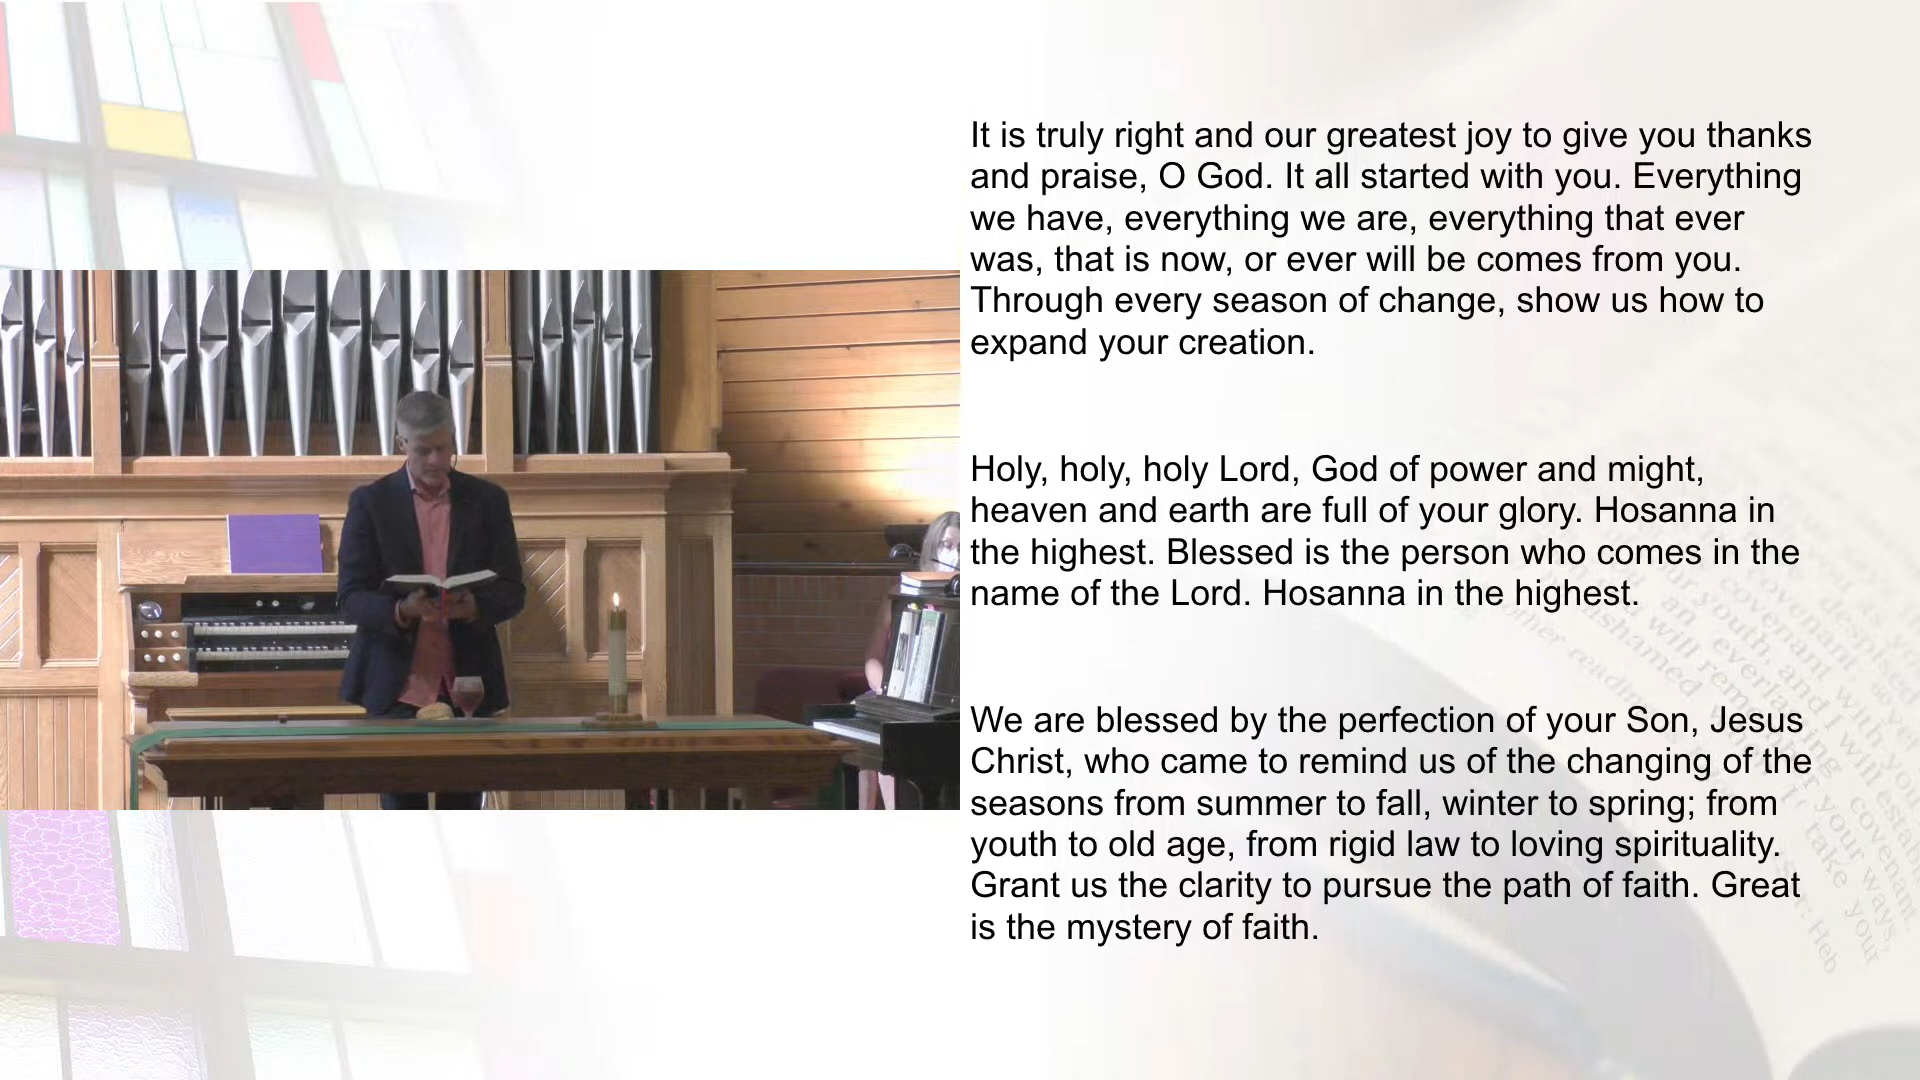 It is truly right and our greatest joy to give you thanks
and praise, O God. It all started with you. Everything
we have, everything we are, everything that ever
was, that is now, or ever will be comes from you.
Through every season of change, show us how to
expand your creation.
Holy, holy, holy Lord, God of power and might,
heaven and earth are full of your glory. Hosanna in
the highest. Blessed is the person who comes in the
name of the Lord. Hosanna in the highest.
We are blessed by the perfection of your Son, Jesus
Christ, who came to remind us of the changing of the
seasons from summer to fall, winter to spring; from
youth to old age, from rigid law to loving spirituality.
Grant us the clarity to pursue the path of faith. Great
is the mystery of faith.